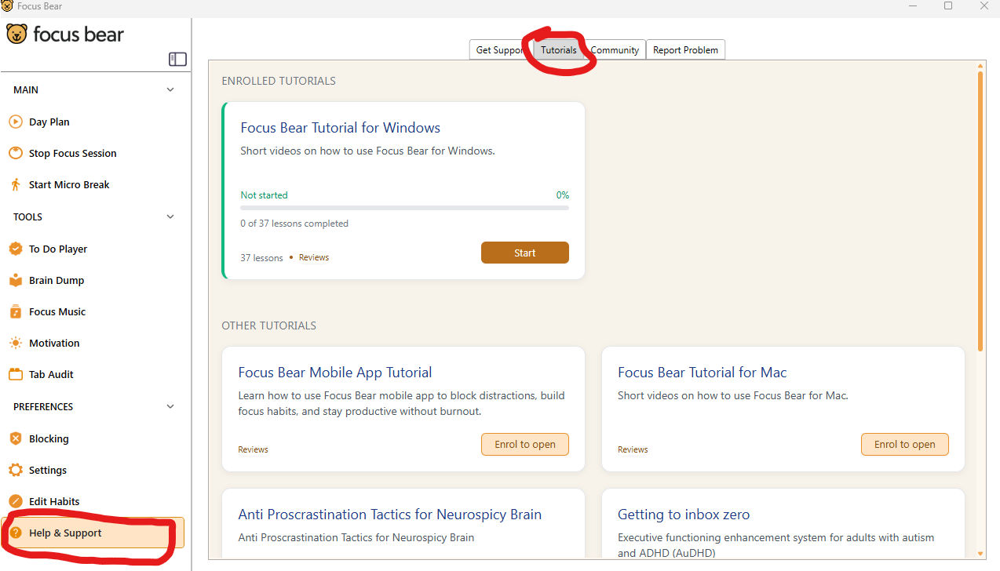 Focus Bear
focus bear
MAIN
Day Plan
Stop Focus Session
Start Micro Break
TOOLS
To Do Player
Brain Dump
Focus Music
Motivation
Tab Audit
PREFERENCES
Blocking
Settings
Edit Habits
Help & Support
Get Support Tutorials Community Report Problem
ENROLLED TUTORIALS
Focus Bear Tutorial for Windows
Short videos on how to use Focus Bear for Windows.
Not started 0%
0 of 37 lessons completed
37 lessons • Reviews Start
OTHER TUTORIALS
Focus Bear Mobile App Tutorial
Learn how to use Focus Bear mobile app to block distractions, build
focus habits, and stay productive without burnout.
Reviews Enrol to open
Focus Bear Tutorial for Mac
Short videos on how to use Focus Bear for Mac.
Reviews Enrol to open
Anti Proscrastination Tactics for Neurospicy Brain
Anti Proscrastination Tactics for Neurospicy Brain
Getting to inbox zero
Executive functioning enhancement system for adults with autism
and ADHD (AuDHD)